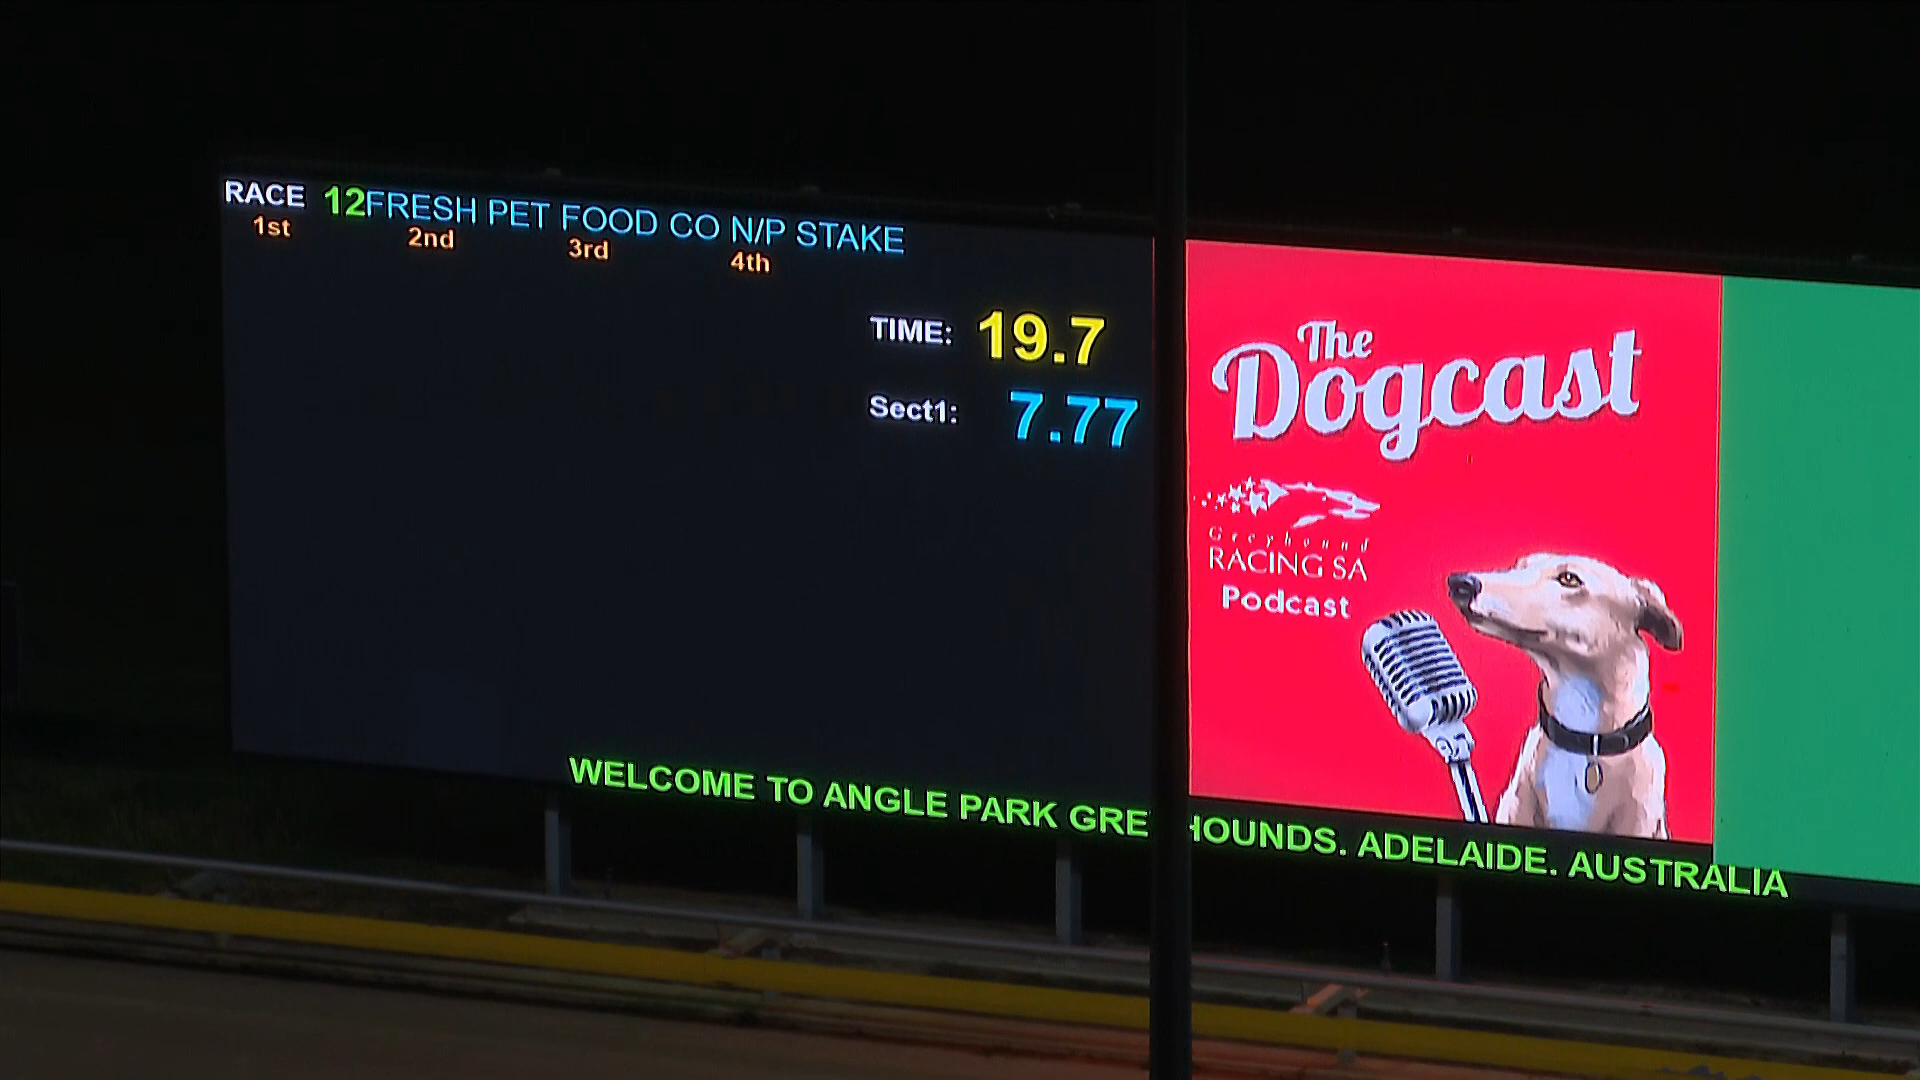 RACE 12FRESH PET FOOD CO N/P STAKE
1st 2nd 3rd 4th
TIME: 19.7
Sect1: 7.77
The
Dogcast
Greyhound
RACING SA
Podcast
WELCOME TO ANGLE PARK GRE HOUNDS. ADELAIDE. AUSTRALIA